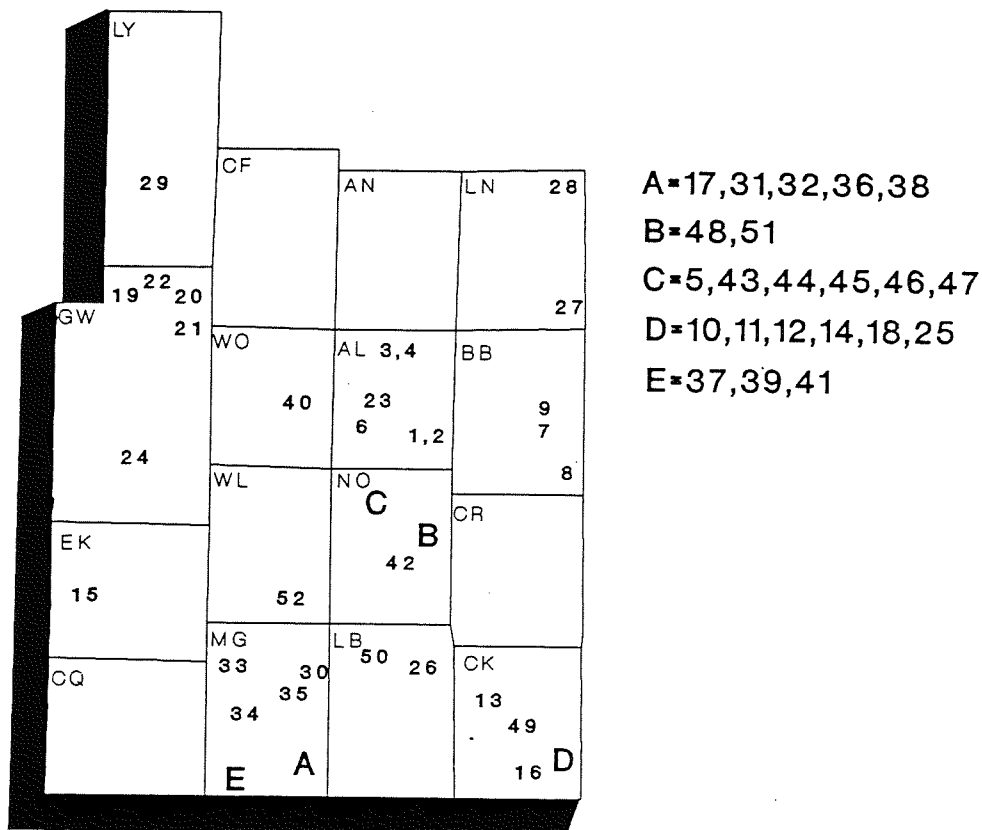 LY
29
CF
AN
LN 28
A=17,31,32,36,38
B=48,51
C=5,43,44,45,46,47
D=10,11,12,14,18,25
E=37,39,41
19 22 20
27
GW 21
WO
AL 3,4
BB
40
23
9
6
1,2
7
24
8
WL
NO
C
CR
B
EK
42
15
52
MG
LB
33
30
50
26
CK
CQ
35
13
34
49
E
A
16
D